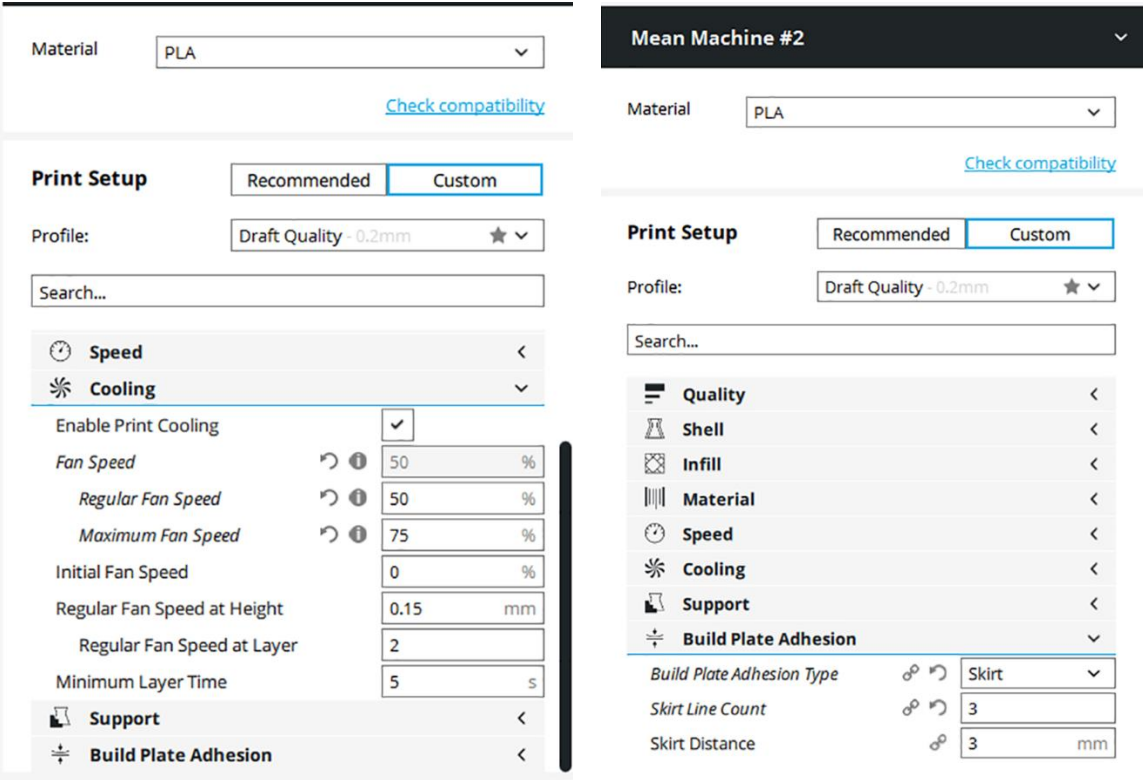 Material PLA
Check compatibility
Print Setup Recommended Custom
Profile: Draft Quality - 0.2mm
Search...
Speed
Cooling
Enable Print Cooling
Fan Speed 50 %
Regular Fan Speed 50 %
Maximum Fan Speed 75 %
Initial Fan Speed 0 %
Regular Fan Speed at Height 0.15 mm
Regular Fan Speed at Layer 2
Minimum Layer Time 5 s
Support
Build Plate Adhesion
Mean Machine #2
Material PLA
Check compatibility
Print Setup Recommended Custom
Profile: Draft Quality - 0.2mm
Search...
Quality
Shell
Infill
Material
Speed
Cooling
Support
Build Plate Adhesion
Build Plate Adhesion Type Skirt
Skirt Line Count 3
Skirt Distance 3 mm